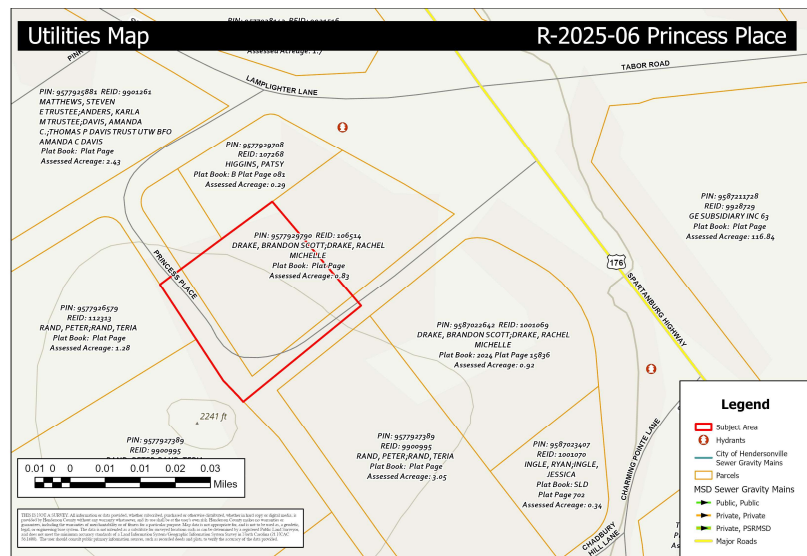 Utilities Map
R-2025-06 Princess Place
Assessed Acreage: 1.7
TABOR ROAD
LAMPLIGHTER LANE
PIN: 9577925881 REID: 9901261
MATTHEWS, STEVEN
E TRUSTEE;ANDERS, KARLA
M TRUSTEE;DAVIS, AMANDA
C.;THOMAS P DAVIS TRUST UTW BFO
AMANDA C DAVIS
Plat Book: Plat Page
Assessed Acreage: 2.43
PIN: 9577929708
REID: 107268
HIGGINS, PATSY
Plat Book: B Plat Page 081
Assessed Acreage: 0.29
PIN: 9587211728
REID: 9928729
GE SUBSIDIARY INC 63
Plat Book: Plat Page
Assessed Acreage: 116.84
PIN: 9577929790 REID: 106514
DRAKE, BRANDON SCOTT;DRAKE, RACHEL
MICHELLE
Plat Book: Plat Page
Assessed Acreage: 0.83
PRINCESS PLACE
176
SPARTANBURG HIGHWAY
PIN: 9577926579
REID: 112313
RAND, PETER;RAND, TERIA
Plat Book: Plat Page
Assessed Acreage: 1.28
PIN: 9587022642 REID: 1001069
DRAKE, BRANDON SCOTT;DRAKE, RACHEL
MICHELLE
Plat Book: 2024 Plat Page 15836
Assessed Acreage: 0.92
2241 ft
PIN: 9577927389
REID: 9900995
PIN: 9577927389
REID: 9900995
RAND, PETER;RAND, TERIA
Plat Book: Plat Page
Assessed Acreage: 3.05
PIN: 9587023407
REID: 1001070
INGLE, RYAN;INGLE,
JESSICA
Plat Book: SLD
Plat Page 702
Assessed Acreage: 0.34
CHARMING POINTE LANE
CHADBURY
HILL LANE
0.01 0 0 0.01 0.02 0.03
Miles
Legend
Subject Area
Hydrants
City of Hendersonville
Sewer Gravity Mains
Parcels
MSD Sewer Gravity Mains
Public, Public
Private, Private
Private, PSRMSD
Major Roads